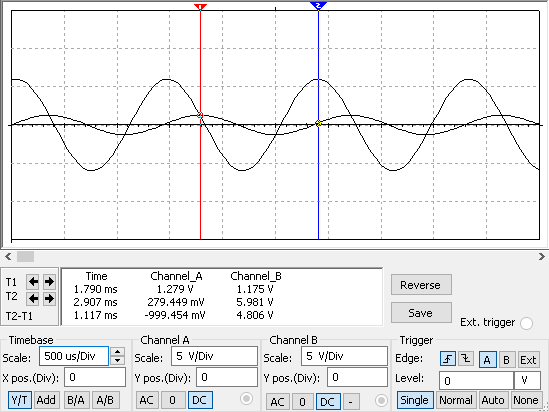 1 2
Time Channel_A Channel_B
T1 1.790 ms 1.279 V 1.175 V
T2 2.907 ms 279.449 mV 5.981 V
T2-T1 1.117 ms -999.454 mV 4.806 V
Reverse
Save
Ext. trigger
Timebase Channel A Channel B Trigger
Scale: 500 us/Div Scale: 5 V/Div Scale: 5 V/Div Edge: A B Ext
X pos.(Div): 0 Y pos.(Div): 0 Y pos.(Div): 0 Level: 0 V
Y/T Add B/A A/B AC 0 DC AC 0 DC - Single Normal Auto None